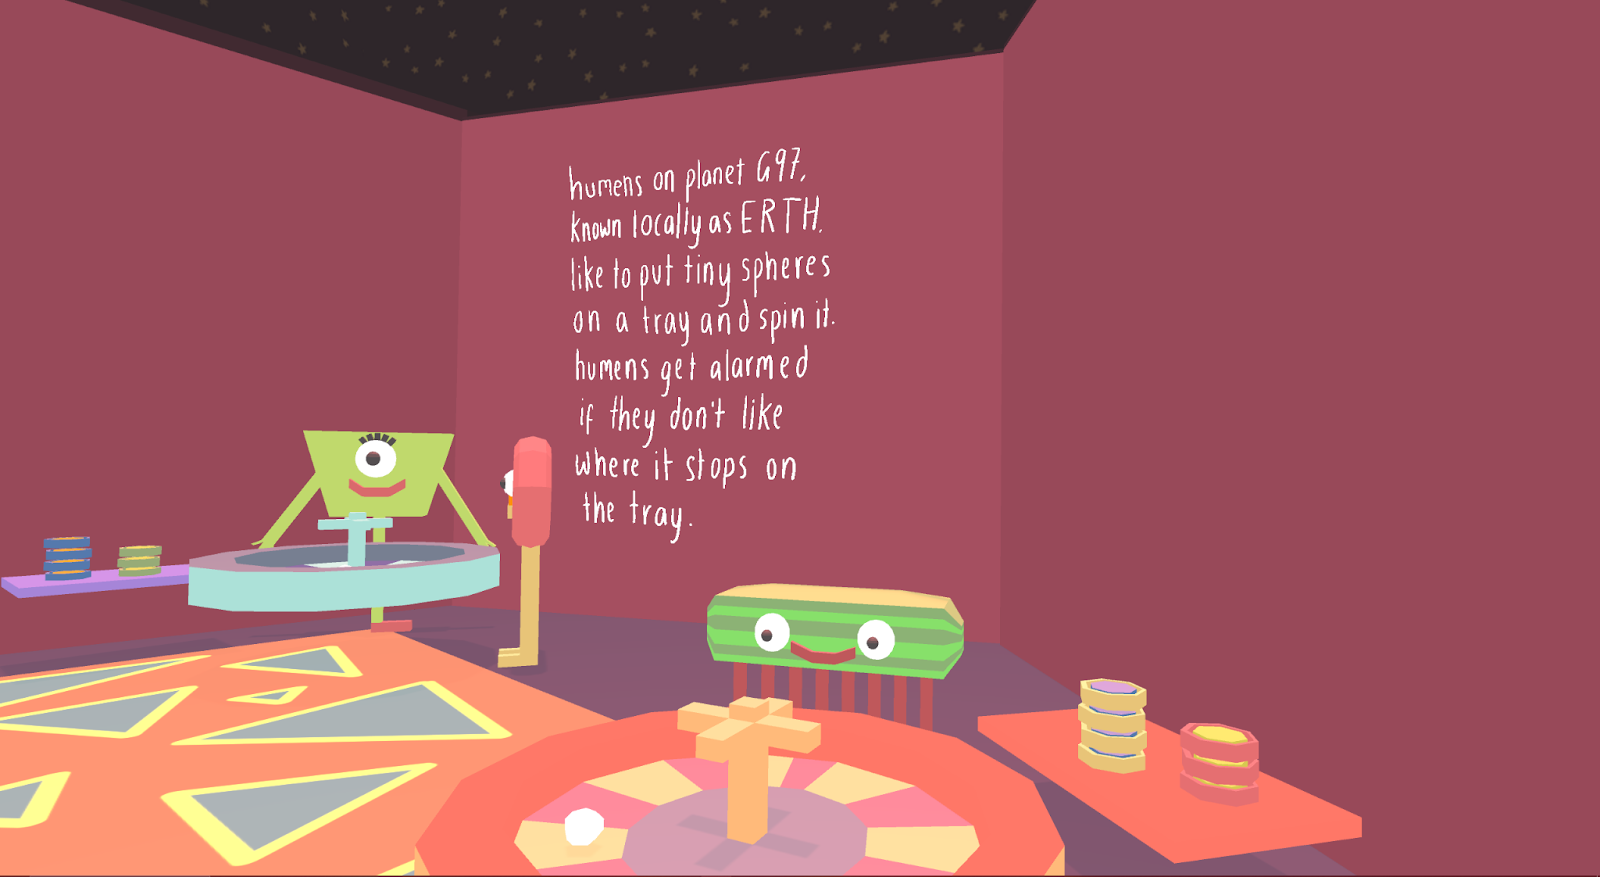 humens on planet G97,
known locally as ERTH,
like to put tiny spheres
on a tray and spin it.
humens get alarmed
if they don't like
where it stops on
the tray.